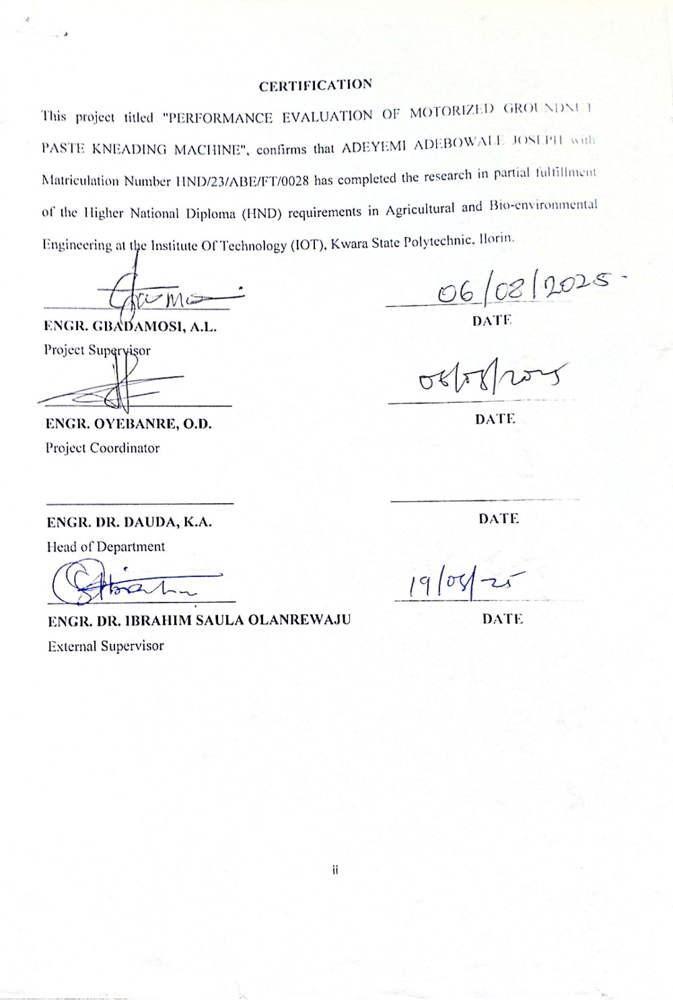 CERTIFICATION
This project titled "PERFORMANCE EVALUATION OF MOTORIZED GROUNDNUT
PASTE KNEADING MACHINE", confirms that ADEYEMI ADEBOWALE JOSEPH with
Matriculation Number HND/23/ABE/FT/0028 has completed the research in partial fulfillment
of the Higher National Diploma (HND) requirements in Agricultural and Bio-environmental
Engineering at the Institute Of Technology (IOT), Kwara State Polytechnic, Ilorin.
06/08/2025
ENGR. GBADAMOSI, A.L. DATE
Project Supervisor
06/08/2025
ENGR. OYEBANRE, O.D. DATE
Project Coordinator
ENGR. DR. DAUDA, K.A. DATE
Head of Department
19/08/25
ENGR. DR. IBRAHIM SAULA OLANREWAJU DATE
External Supervisor
ii